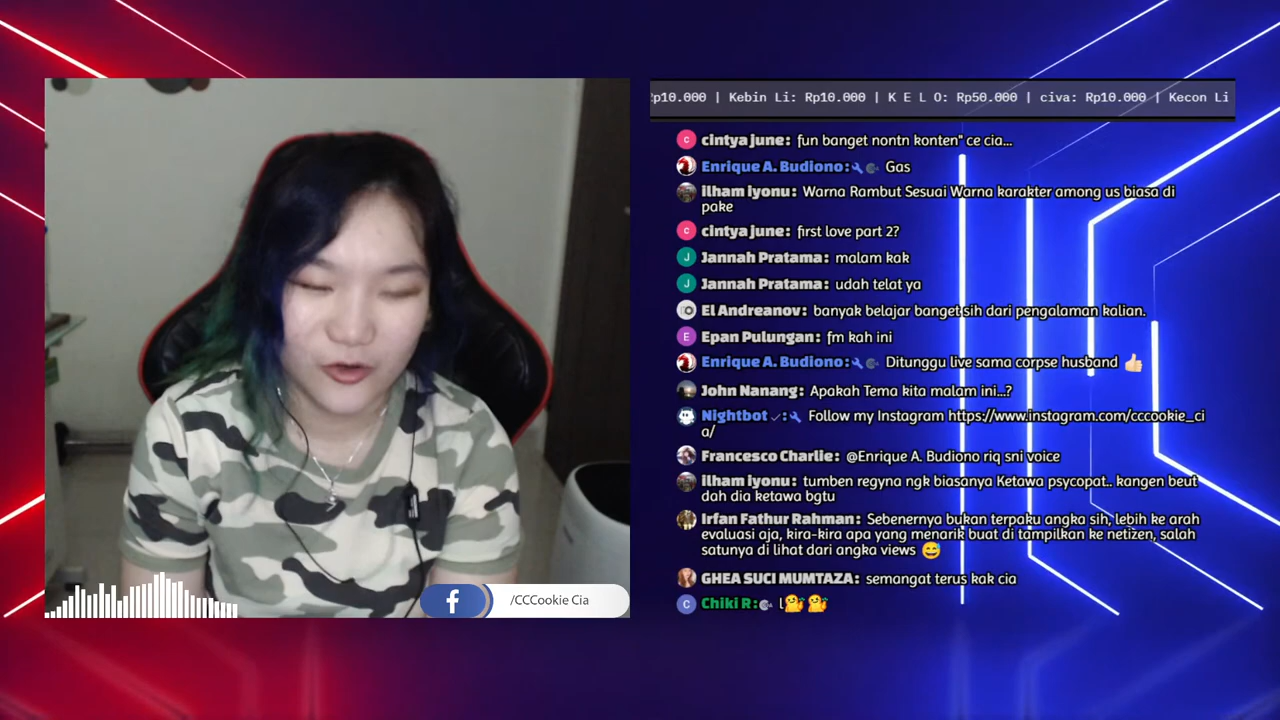 p10.000 | Kebin Li: Rp10.000 | K E L O: Rp50.000 | civa: Rp10.000 | Kecon Li
C cintya june: fun banget nontn konten" ce cia...
Enrique A. Budiono: Gas
ilham iyonu: Warna Rambut Sesuai Warna karakter among us biasa di
pake
C cintya june: first love part 2?
J Jannah Pratama: malam kak
J Jannah Pratama: udah telat ya
El Andreanov: banyak belajar banget sih dari pengalaman kalian.
E Epan Pulungan: fm kah ini
Enrique A. Budiono: Ditunggu live sama corpse husband 👍🏻
John Nanang: Apakah Tema kita malam ini...?
Nightbot ✓: Follow my Instagram https://www.instagram.com/cccookie_ci
a/
Francesco Charlie: @Enrique A. Budiono riq sni voice
ilham iyonu: tumben regyna ngk biasanya Ketawa psycopat.. kangen beut
dah dia ketawa bgtu
Irfan Fathur Rahman: Sebenernya bukan terpaku angka sih, lebih ke arah
evaluasi aja, kira-kira apa yang menarik buat di tampilkan ke netizen, salah
satunya di lihat dari angka views 😅
GHEA SUCI MUMTAZA: semangat terus kak cia
C Chiki R: l🤗🤗
f /CCCookie Cia